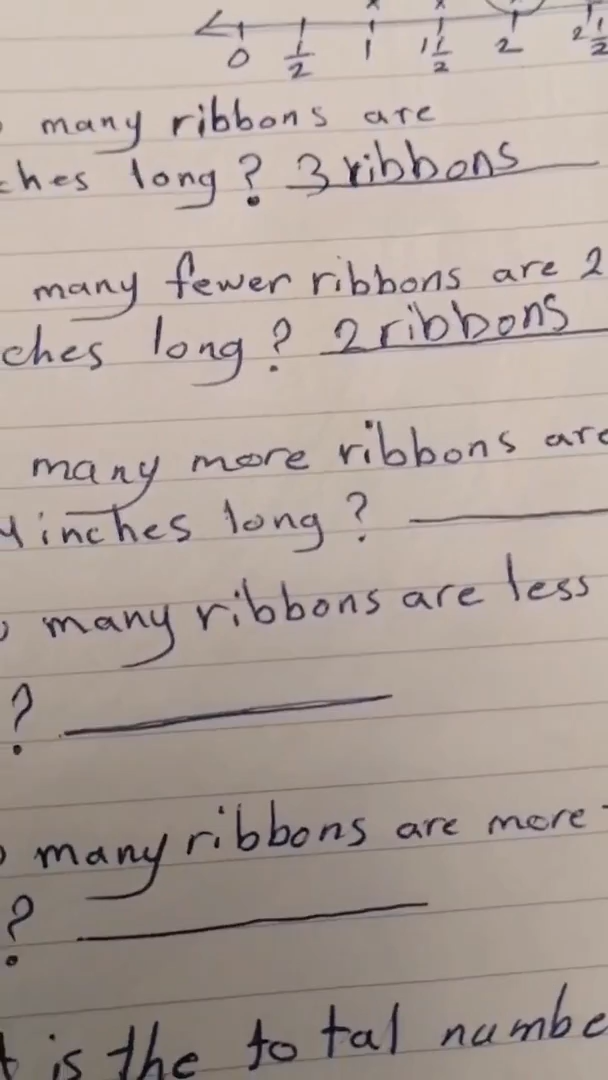 0 1/2 1 1 1/2 2 2 1/2
many ribbons are
ches long? 3 ribbons
many fewer ribbons are 2
ches long? 2 ribbons
many more ribbons are
4 inches long?
many ribbons are less
?
many ribbons are more
?
t is the total numbe